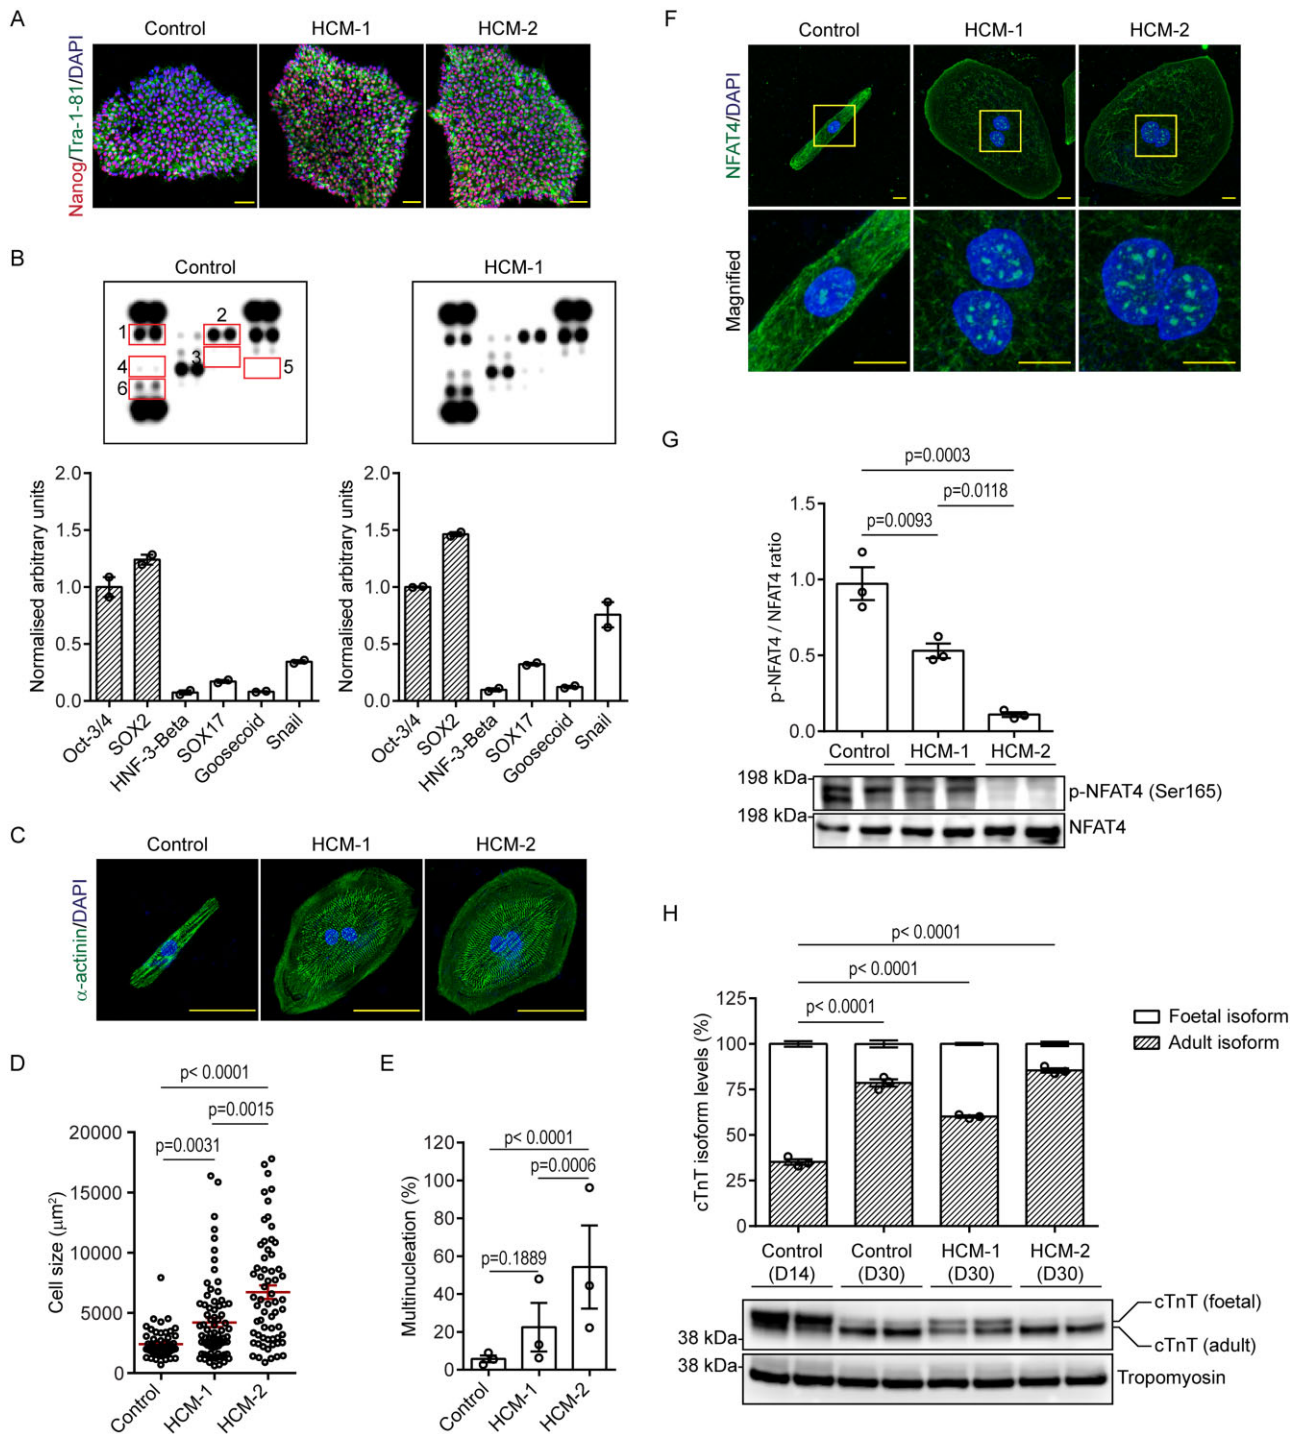 A
Control
HCM-1
HCM-2
Nanog/Tra-1-81/DAPI
B
Control
HCM-1
1
2
3
4
5
6
Normalised arbitrary units
2.0
1.5
1.0
0.5
0.0
Oct-3/4
SOX2
HNF-3-Beta
SOX17
Goosecoid
Snail
Normalised arbitrary units
2.0
1.5
1.0
0.5
0.0
Oct-3/4
SOX2
HNF-3-Beta
SOX17
Goosecoid
Snail
C
Control
HCM-1
HCM-2
α-actinin/DAPI
D
p< 0.0001
p=0.0015
p=0.0031
Cell size (μm²)
20000
15000
10000
5000
0
Control
HCM-1
HCM-2
E
p< 0.0001
p=0.0006
p=0.1889
Multinucleation (%)
120
100
80
60
40
20
0
Control
HCM-1
HCM-2
F
Control
HCM-1
HCM-2
NFAT4/DAPI
Magnified
G
p=0.0003
p=0.0118
p=0.0093
p-NFAT4 / NFAT4 ratio
1.5
1.0
0.5
0.0
Control
HCM-1
HCM-2
198 kDa
p-NFAT4 (Ser165)
198 kDa
NFAT4
H
p< 0.0001
p< 0.0001
p< 0.0001
cTnT isoform levels (%)
125
100
75
50
25
0
Foetal isoform
Adult isoform
Control
(D14)
Control
(D30)
HCM-1
(D30)
HCM-2
(D30)
cTnT (foetal)
38 kDa
cTnT (adult)
38 kDa
Tropomyosin